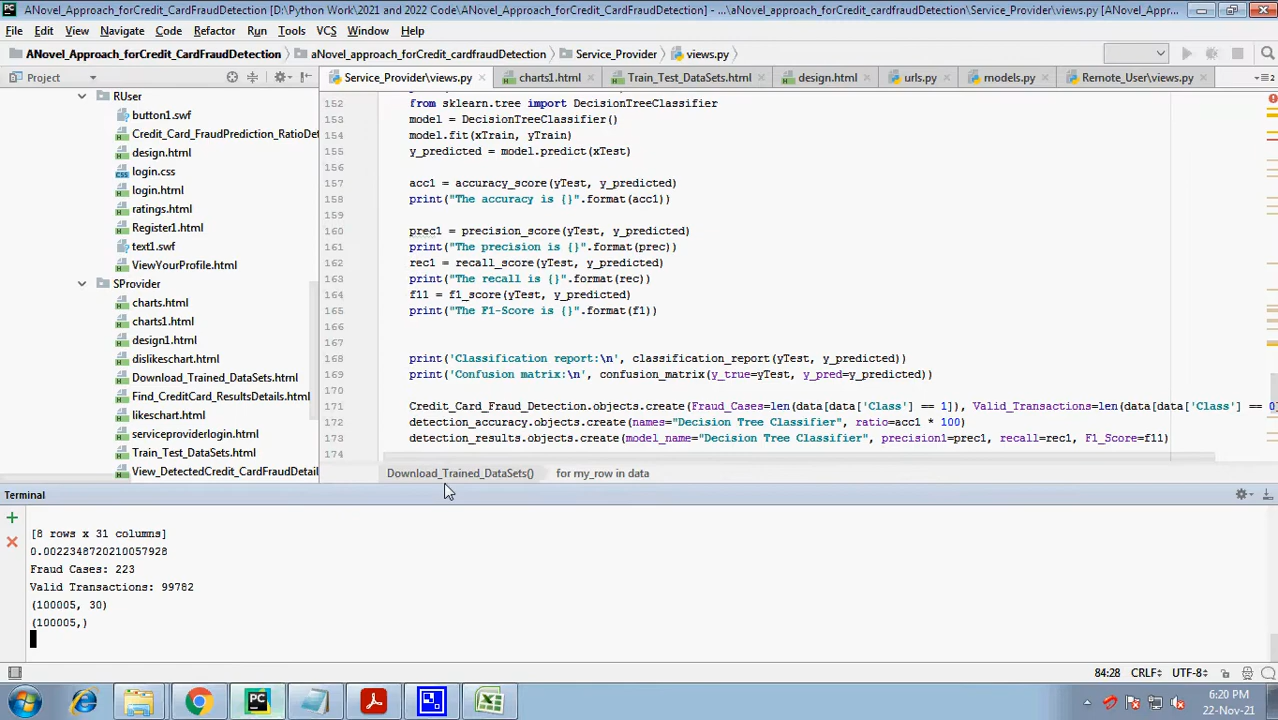 ANovel_Approach_forCredit_CardFraudDetection [D:\Python Work\2021 and 2022 Code\ANovel_Approach_forCredit_CardFraudDetection] - ...\aNovel_approach_forCredit_cardfraudDetection\Service_Provider\views.py [ANovel_Appr...
File Edit View Navigate Code Refactor Run Tools VCS Window Help
ANovel_Approach_forCredit_CardFraudDetection aNovel_approach_forCredit_cardfraudDetection Service_Provider views.py
Project
Service_Provider\views.py charts1.html Train_Test_DataSets.html design.html urls.py models.py Remote_User\views.py
RUser
button1.swf
Credit_Card_FraudPrediction_RatioDet
design.html
login.css
login.html
ratings.html
Register1.html
text1.swf
ViewYourProfile.html
SProvider
charts.html
charts1.html
design1.html
dislikeschart.html
Download_Trained_DataSets.html
Find_CreditCard_ResultsDetails.html
likeschart.html
serviceproviderlogin.html
Train_Test_DataSets.html
View_DetectedCredit_CardFraudDetail
152 from sklearn.tree import DecisionTreeClassifier
153 model = DecisionTreeClassifier()
154 model.fit(xTrain, yTrain)
155 y_predicted = model.predict(xTest)
156
157 acc1 = accuracy_score(yTest, y_predicted)
158 print("The accuracy is {}".format(acc1))
159
160 prec1 = precision_score(yTest, y_predicted)
161 print("The precision is {}".format(prec))
162 rec1 = recall_score(yTest, y_predicted)
163 print("The recall is {}".format(rec))
164 f11 = f1_score(yTest, y_predicted)
165 print("The F1-Score is {}".format(f1))
166
168 print('Classification report:\n', classification_report(yTest, y_predicted))
169 print('Confusion matrix:\n', confusion_matrix(y_true=yTest, y_pred=y_predicted))
170
171 Credit_Card_Fraud_Detection.objects.create(Fraud_Cases=len(data[data['Class'] == 1]), Valid_Transactions=len(data[data['Class'] == 0]
172 detection_accuracy.objects.create(names="Decision Tree Classifier", ratio=acc1 * 100)
173 detection_results.objects.create(model_name="Decision Tree Classifier", precision1=prec1, recall=rec1, F1_Score=f11)
174
Download_Trained_DataSets() for my_row in data
Terminal
[8 rows x 31 columns]
0.0022348720210057928
Fraud Cases: 223
Valid Transactions: 99782
(100005, 30)
(100005,)
84:28 CRLF UTF-8
6:20 PM
22-Nov-21